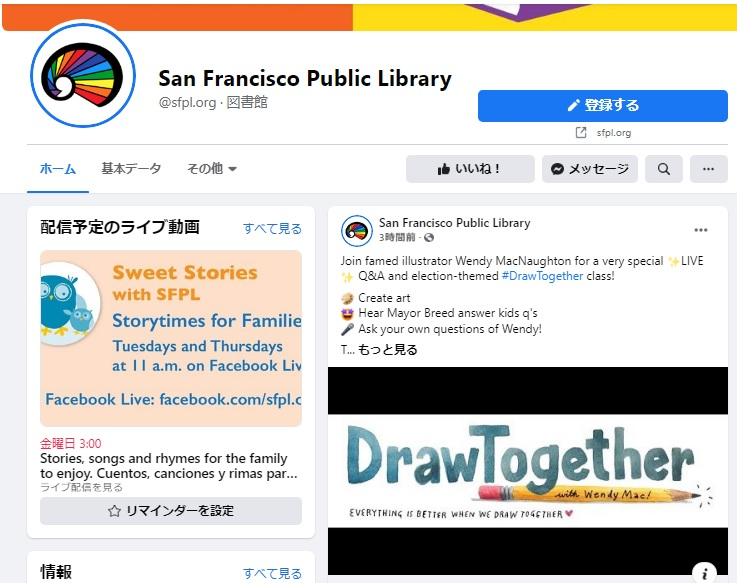 San Francisco Public Library
@sfpl.org · 図書館
登録する
sfpl.org
ホーム
基本データ
その他
いいね！
メッセージ
配信予定のライブ動画
すべて見る
Sweet Stories
with SFPL
Storytimes for Familie
Tuesdays and Thursdays
at 11 a.m. on Facebook Liv
Facebook Live: facebook.com/sfpl.o
金曜日 3:00
Stories, songs and rhymes for the family
to enjoy. Cuentos, canciones y rimas par...
ライブ配信を見る
リマインダーを設定
情報
すべて見る
San Francisco Public Library
3時間前 ·
Join famed illustrator Wendy MacNaughton for a very special ✨LIVE
✨ Q&A and election-themed #DrawTogether class!
Create art
Hear Mayor Breed answer kids q's
🎤 Ask your own questions of Wendy!
T... もっと見る
DrawTogether
with Wendy Mac!
EVERYTHING IS BETTER WHEN WE DRAW TOGETHER